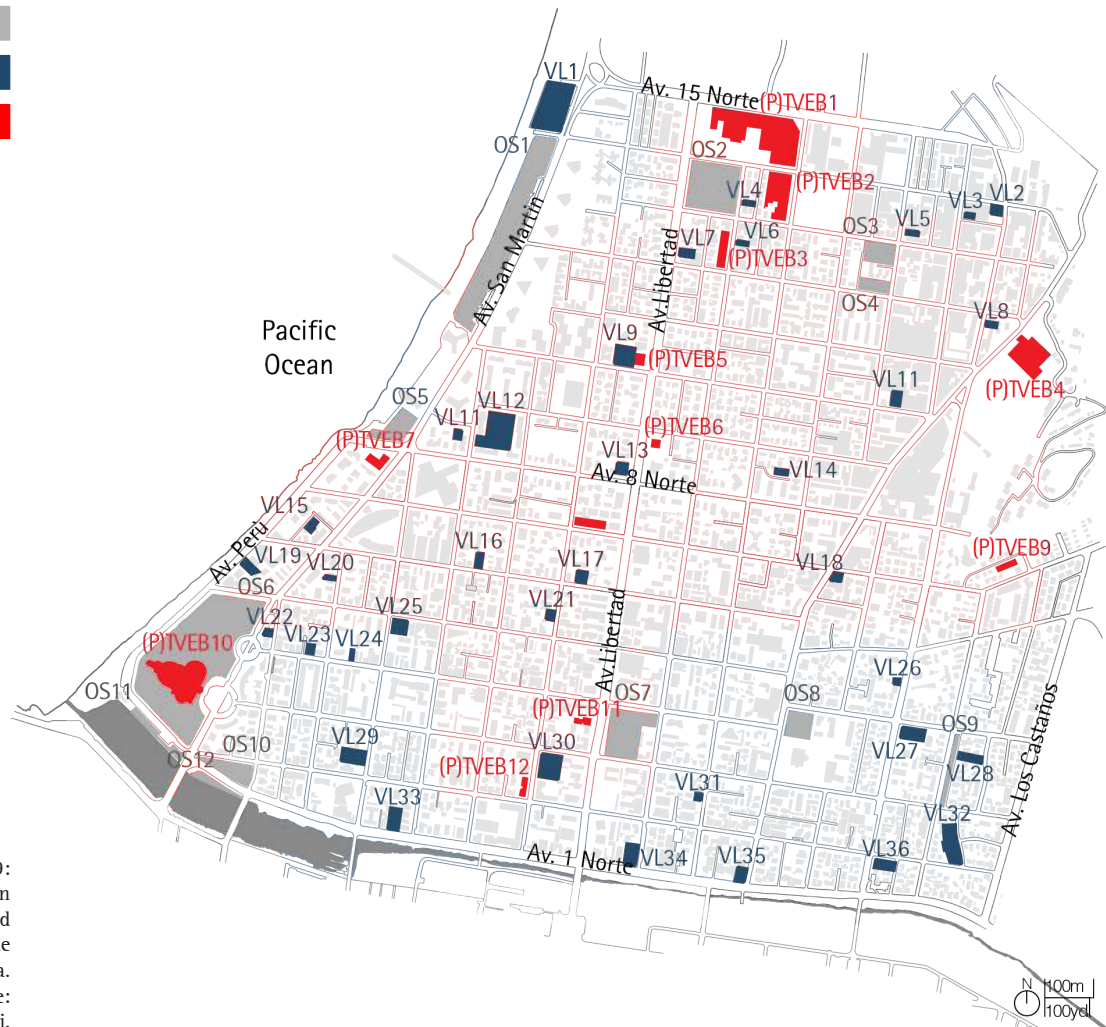 VL1
Av. 15 Norte
(P)TVEB1
OS1
OS2
(P)TVEB2
VL4
VL3
VL2
Av. San Martin
VL5
OS3
VL6
VL7
(P)TVEB3
Av.Libertad
OS4
VL8
Pacific
Ocean
VL9
(P)TVEB5
(P)TVEB4
VL11
OS5
VL12
VL11
(P)TVEB7
(P)TVEB6
VL13
VL14
Av. 8 Norte
VL15
Av. Perú
VL19
VL20
VL16
VL17
VL18
(P)TVEB9
OS6
VL25
VL21
Av.Libertad
VL22
VL23
VL24
(P)TVEB10
VL26
OS11
OS7
OS8
(P)TVEB11
OS9
Av. Los Castaños
OS10
OS12
VL29
VL30
VL27
VL28
(P)TVEB12
VL31
VL33
VL32
Av. 1 Norte
VL34
VL35
VL36
):
n
d
e
a.
e:
i.
N
100m
100yd